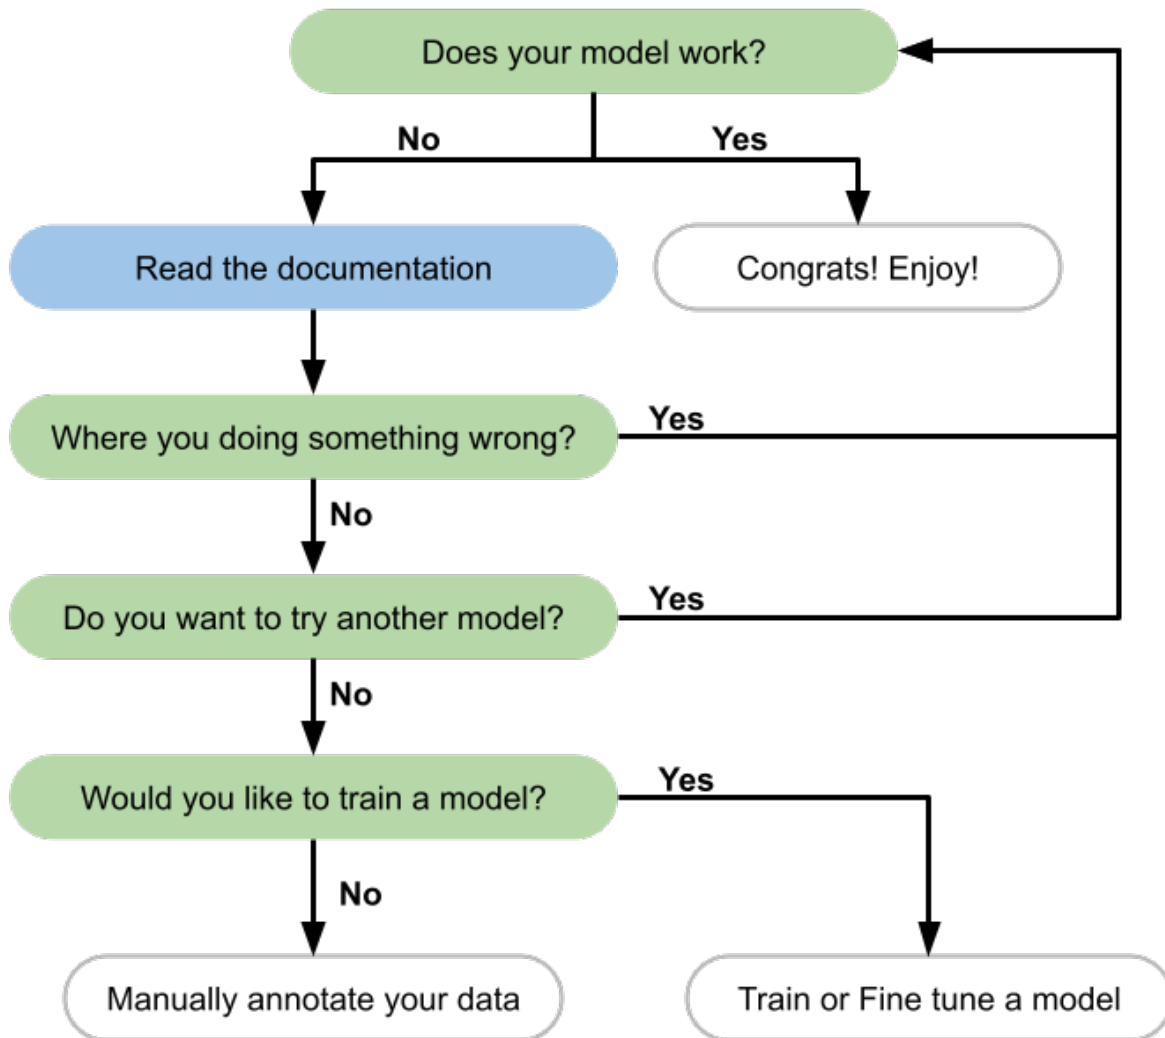 Does your model work?
No
Yes
Read the documentation
Congrats! Enjoy!
Where you doing something wrong?
Yes
No
Do you want to try another model?
Yes
No
Would you like to train a model?
Yes
No
Manually annotate your data
Train or Fine tune a model